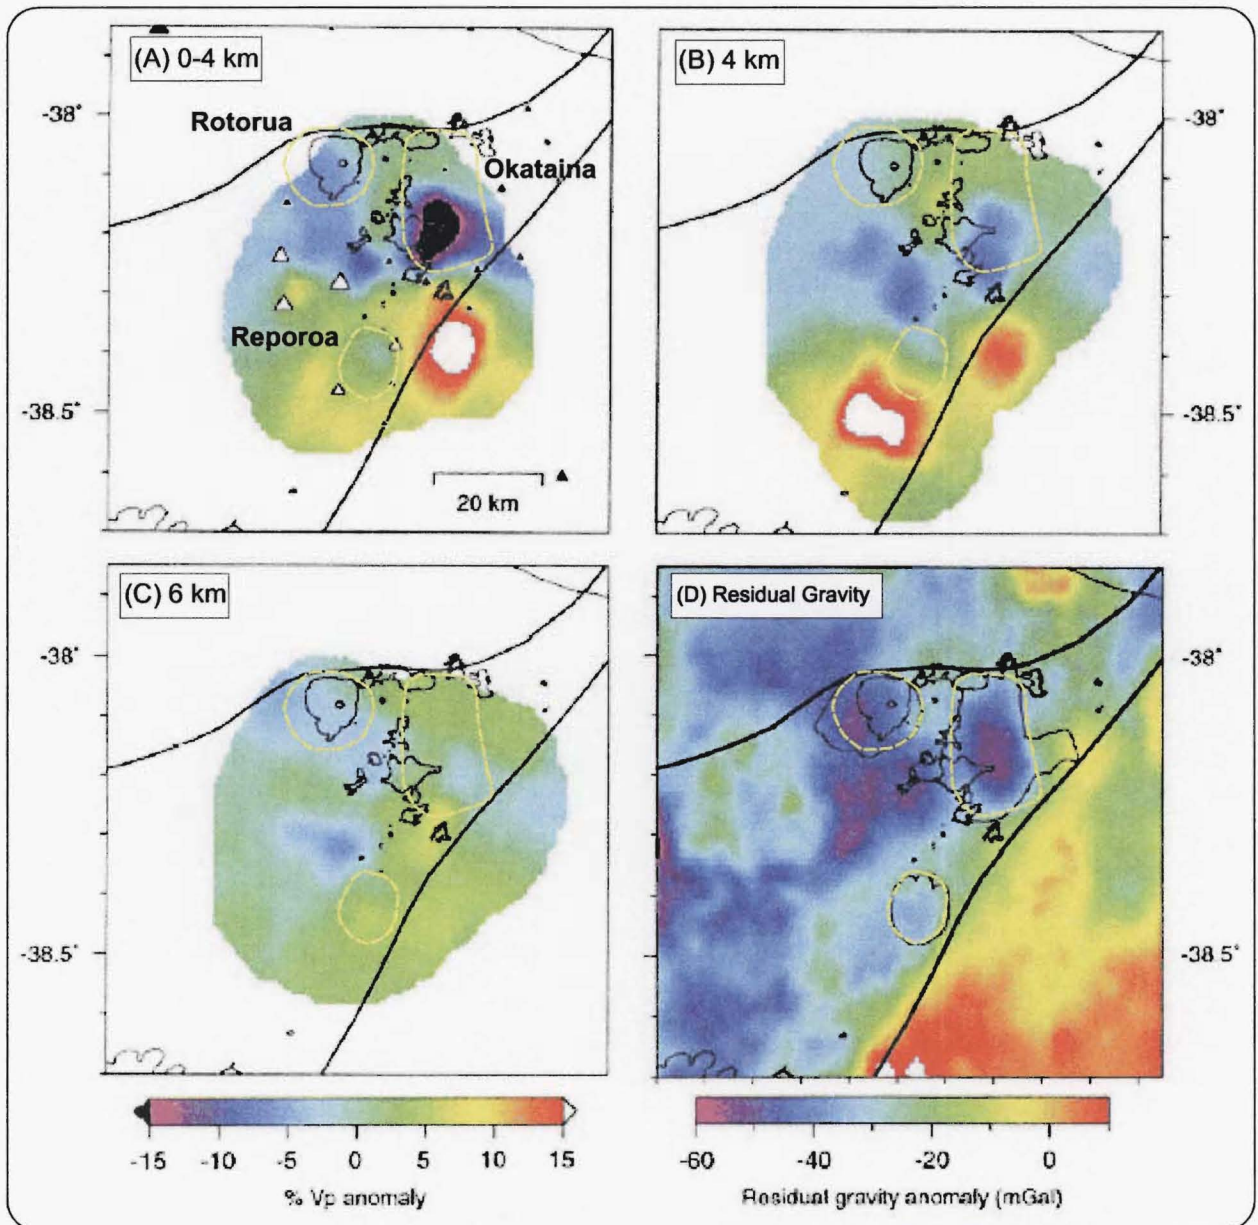 (A) 0-4 km
(B) 4 km
-38°
-38°
Rotorua
Okataina
Reporoa
-38.5°
-38.5°
20 km
(C) 6 km
(D) Residual Gravity
-38°
-38°
-38.5°
-38.5°
-15 -10 -5 0 5 10 15
-60 -40 -20 0
% Vp anomaly
Residual gravity anomaly (mGal)